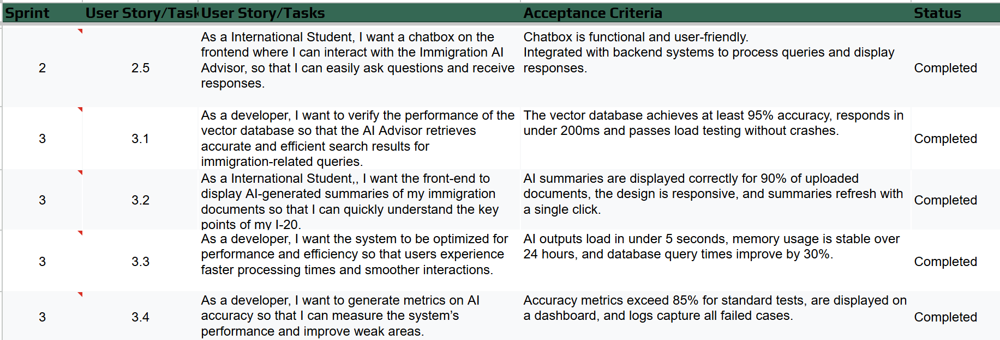 Sprint User Story/Task User Story/Tasks Acceptance Criteria Status
As a International Student, I want a chatbox on the
frontend where I can interact with the Immigration AI
Advisor, so that I can easily ask questions and receive
responses.
Chatbox is functional and user-friendly.
Integrated with backend systems to process queries and display
responses.
2 2.5 Completed
As a developer, I want to verify the performance of the
vector database so that the AI Advisor retrieves
accurate and efficient search results for
immigration-related queries.
The vector database achieves at least 95% accuracy, responds in
under 200ms and passes load testing without crashes.
3 3.1 Completed
As a International Student,, I want the front-end to
display AI-generated summaries of my immigration
documents so that I can quickly understand the key
points of my I-20.
AI summaries are displayed correctly for 90% of uploaded
documents, the design is responsive, and summaries refresh with
a single click.
3 3.2 Completed
As a developer, I want the system to be optimized for
performance and efficiency so that users experience
faster processing times and smoother interactions.
AI outputs load in under 5 seconds, memory usage is stable over
24 hours, and database query times improve by 30%.
3 3.3 Completed
As a developer, I want to generate metrics on AI
accuracy so that I can measure the system’s
performance and improve weak areas.
Accuracy metrics exceed 85% for standard tests, are displayed on
a dashboard, and logs capture all failed cases.
3 3.4 Completed